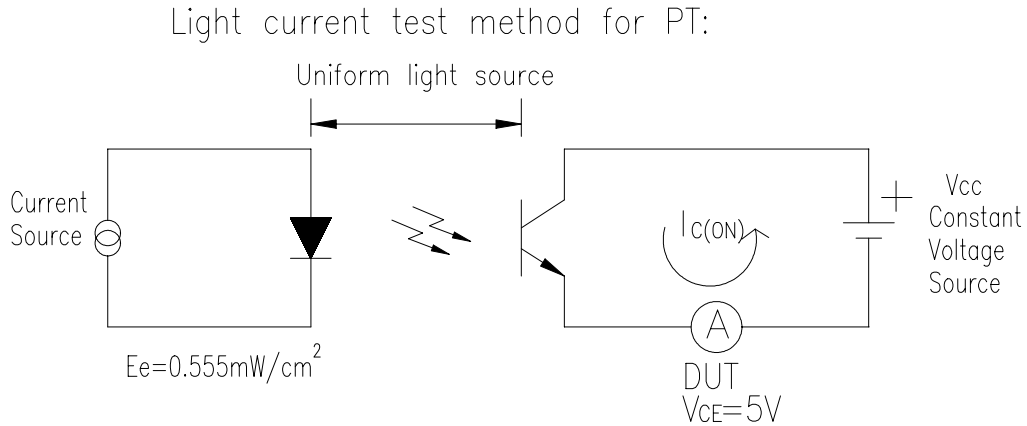 Light current test method for PT:
Uniform light source
Current
Source
IC(ON)
+
Vcc
Constant
Voltage
Source
A
Ee=0.555mW/cm²
DUT
VCE=5V